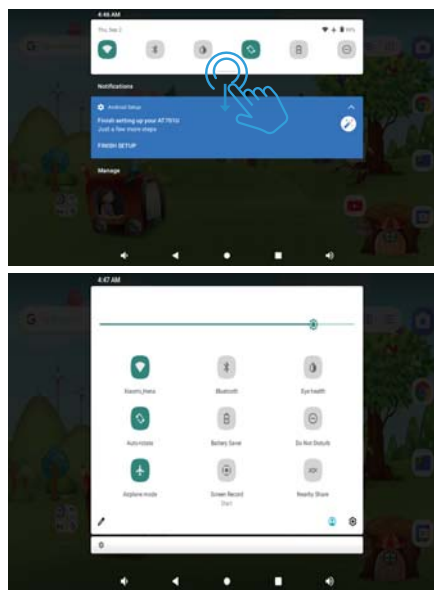 4:46 AM
Thu, Sep 2
Notifications
Android Setup
Finish setting up your AT701U
Just a few more steps
FINISH SETUP
Manage
4:47 AM
Xiaomi_Hena
Bluetooth
Eye health
Auto-rotate
Battery Saver
Do Not Disturb
Airplane mode
Screen Record
Nearby Share
Start